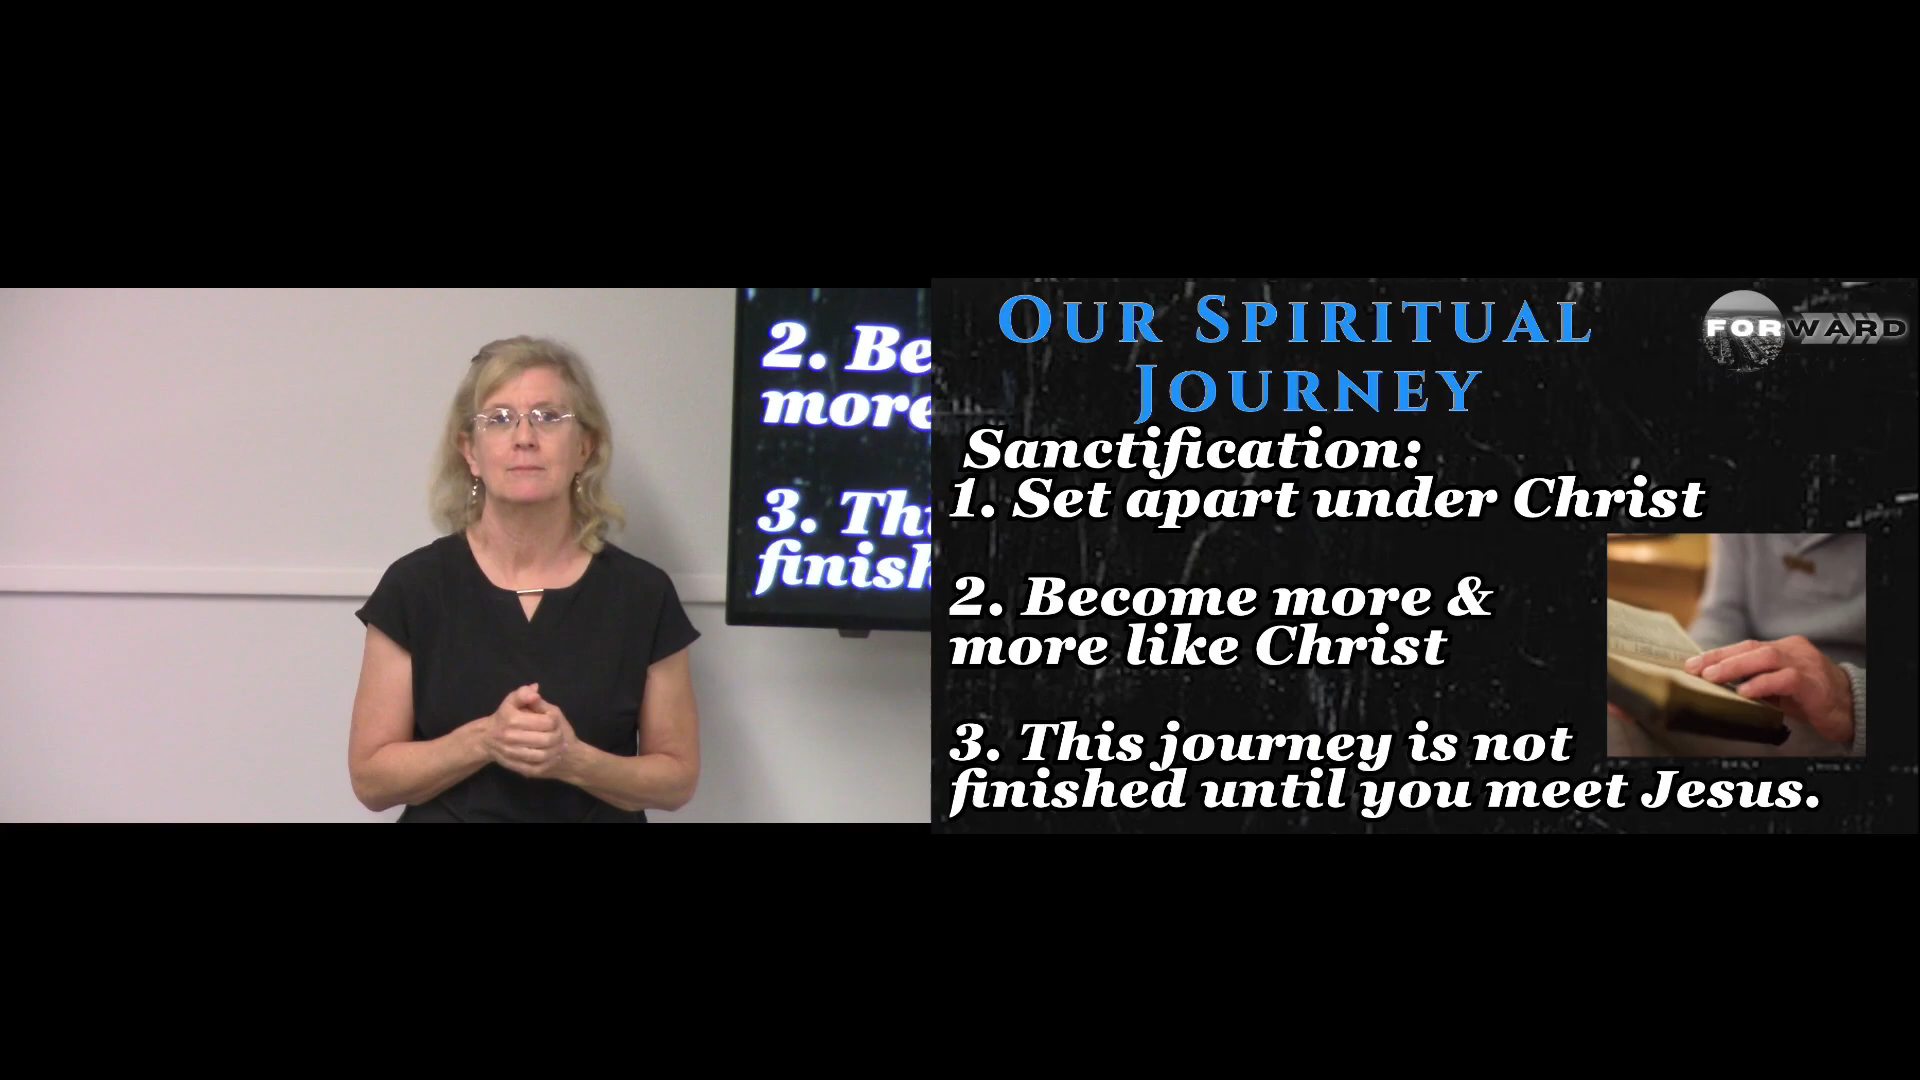 2. Be
more
3. Th
finish
OUR SPIRITUAL
JOURNEY
FORWARD
Sanctification:
1. Set apart under Christ
2. Become more &
more like Christ
3. This journey is not
finished until you meet Jesus.